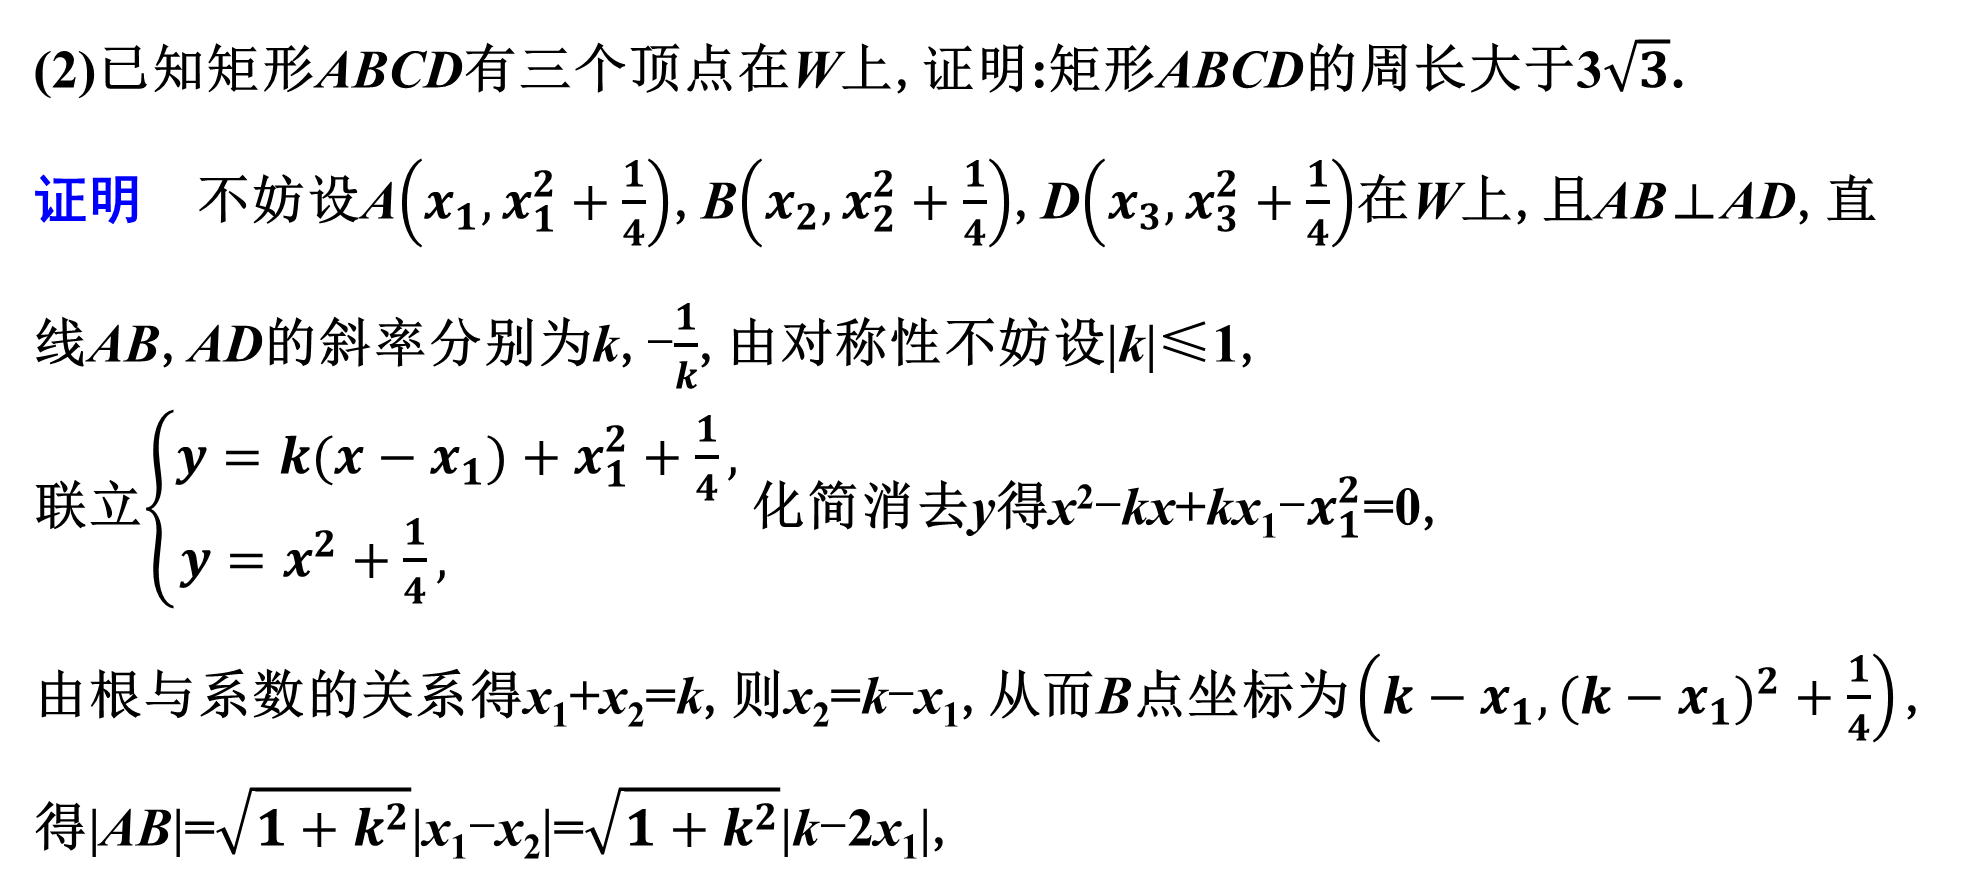 (2)已知矩形ABCD有三个顶点在W上, 证明:矩形ABCD的周长大于3√3.
证明 不妨设A(x₁, x₁² + 1/4), B(x₂, x₂² + 1/4), D(x₃, x₃² + 1/4)在W上, 且AB⊥AD, 直
线AB, AD的斜率分别为k, −1/k, 由对称性不妨设|k|≤1,
联立{y = k(x − x₁) + x₁² + 1/4, y = x² + 1/4, 化简消去y得x²−kx+kx₁−x₁²=0,
由根与系数的关系得x₁+x₂=k, 则x₂=k−x₁, 从而B点坐标为(k − x₁, (k − x₁)² + 1/4),
得|AB|=√(1 + k²)|x₁−x₂|=√(1 + k²)|k−2x₁|,